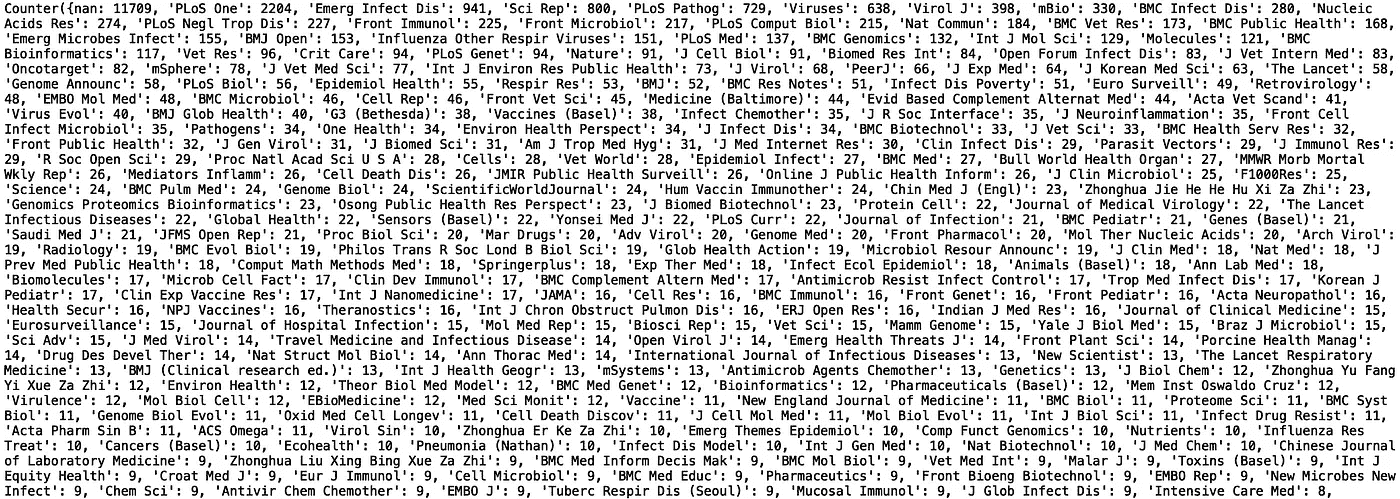 Counter({nan: 11709, 'PLoS One': 2204, 'Emerg Infect Dis': 941, 'Sci Rep': 800, 'PLoS Pathog': 729, 'Viruses': 638, 'Virol J': 398, 'mBio': 330, 'BMC Infect Dis': 280, 'Nucleic
Acids Res': 274, 'PLoS Negl Trop Dis': 227, 'Front Immunol': 225, 'Front Microbiol': 217, 'PLoS Comput Biol': 215, 'Nat Commun': 184, 'BMC Vet Res': 173, 'BMC Public Health': 168,
'Emerg Microbes Infect': 155, 'BMJ Open': 153, 'Influenza Other Respir Viruses': 151, 'PLoS Med': 137, 'BMC Genomics': 132, 'Int J Mol Sci': 129, 'Molecules': 121, 'BMC
Bioinformatics': 117, 'Vet Res': 96, 'Crit Care': 94, 'PLoS Genet': 94, 'Nature': 91, 'J Cell Biol': 91, 'Biomed Res Int': 84, 'Open Forum Infect Dis': 83, 'J Vet Intern Med': 83,
'Oncotarget': 82, 'mSphere': 78, 'J Vet Med Sci': 77, 'Int J Environ Res Public Health': 73, 'J Virol': 68, 'PeerJ': 66, 'J Exp Med': 64, 'J Korean Med Sci': 63, 'The Lancet': 58,
'Genome Announc': 58, 'PLoS Biol': 56, 'Epidemiol Health': 55, 'Respir Res': 53, 'BMJ': 52, 'BMC Res Notes': 51, 'Infect Dis Poverty': 51, 'Euro Surveill': 49, 'Retrovirology':
48, 'EMBO Mol Med': 48, 'BMC Microbiol': 46, 'Cell Rep': 46, 'Front Vet Sci': 45, 'Medicine (Baltimore)': 44, 'Evid Based Complement Alternat Med': 44, 'Acta Vet Scand': 41,
'Virus Evol': 40, 'BMJ Glob Health': 40, 'G3 (Bethesda)': 38, 'Vaccines (Basel)': 38, 'Infect Chemother': 35, 'J R Soc Interface': 35, 'J Neuroinflammation': 35, 'Front Cell
Infect Microbiol': 35, 'Pathogens': 34, 'One Health': 34, 'Environ Health Perspect': 34, 'J Infect Dis': 34, 'BMC Biotechnol': 33, 'J Vet Sci': 33, 'BMC Health Serv Res': 32,
'Front Public Health': 32, 'J Gen Virol': 31, 'J Biomed Sci': 31, 'Am J Trop Med Hyg': 31, 'J Med Internet Res': 30, 'Clin Infect Dis': 29, 'Parasit Vectors': 29, 'J Immunol Res':
29, 'R Soc Open Sci': 29, 'Proc Natl Acad Sci U S A': 28, 'Cells': 28, 'Vet World': 28, 'Epidemiol Infect': 27, 'BMC Med': 27, 'Bull World Health Organ': 27, 'MMWR Morb Mortal
Wkly Rep': 26, 'Mediators Inflamm': 26, 'Cell Death Dis': 26, 'JMIR Public Health Surveill': 26, 'Online J Public Health Inform': 26, 'J Clin Microbiol': 25, 'F1000Res': 25,
'Science': 24, 'BMC Pulm Med': 24, 'Genome Biol': 24, 'ScientificWorldJournal': 24, 'Hum Vaccin Immunother': 24, 'Chin Med J (Engl)': 23, 'Zhonghua Jie He He Hu Xi Za Zhi': 23,
'Genomics Proteomics Bioinformatics': 23, 'Osong Public Health Res Perspect': 23, 'J Biomed Biotechnol': 23, 'Protein Cell': 22, 'Journal of Medical Virology': 22, 'The Lancet
Infectious Diseases': 22, 'Global Health': 22, 'Sensors (Basel)': 22, 'Yonsei Med J': 22, 'PLoS Curr': 22, 'Journal of Infection': 21, 'BMC Pediatr': 21, 'Genes (Basel)': 21,
'Saudi Med J': 21, 'JFMS Open Rep': 21, 'Proc Biol Sci': 20, 'Mar Drugs': 20, 'Adv Virol': 20, 'Genome Med': 20, 'Front Pharmacol': 20, 'Mol Ther Nucleic Acids': 20, 'Arch Virol':
19, 'Radiology': 19, 'BMC Evol Biol': 19, 'Philos Trans R Soc Lond B Biol Sci': 19, 'Glob Health Action': 19, 'Microbiol Resour Announc': 19, 'J Clin Med': 18, 'Nat Med': 18, 'J
Prev Med Public Health': 18, 'Comput Math Methods Med': 18, 'Springerplus': 18, 'Exp Ther Med': 18, 'Infect Ecol Epidemiol': 18, 'Animals (Basel)': 18, 'Ann Lab Med': 18,
'Biomolecules': 17, 'Microb Cell Fact': 17, 'Clin Dev Immunol': 17, 'BMC Complement Altern Med': 17, 'Antimicrob Resist Infect Control': 17, 'Trop Med Infect Dis': 17, 'Korean J
Pediatr': 17, 'Clin Exp Vaccine Res': 17, 'Int J Nanomedicine': 17, 'JAMA': 16, 'Cell Res': 16, 'BMC Immunol': 16, 'Front Genet': 16, 'Front Pediatr': 16, 'Acta Neuropathol': 16,
'Health Secur': 16, 'NPJ Vaccines': 16, 'Theranostics': 16, 'Int J Chron Obstruct Pulmon Dis': 16, 'ERJ Open Res': 16, 'Indian J Med Res': 16, 'Journal of Clinical Medicine': 15,
'Eurosurveillance': 15, 'Journal of Hospital Infection': 15, 'Mol Med Rep': 15, 'Biosci Rep': 15, 'Vet Sci': 15, 'Mamm Genome': 15, 'Yale J Biol Med': 15, 'Braz J Microbiol': 15,
'Sci Adv': 15, 'J Med Virol': 14, 'Travel Medicine and Infectious Disease': 14, 'Open Virol J': 14, 'Emerg Health Threats J': 14, 'Front Plant Sci': 14, 'Porcine Health Manag':
14, 'Drug Des Devel Ther': 14, 'Nat Struct Mol Biol': 14, 'Ann Thorac Med': 14, 'International Journal of Infectious Diseases': 13, 'New Scientist': 13, 'The Lancet Respiratory
Medicine': 13, 'BMJ (Clinical research ed.)': 13, 'Int J Health Geogr': 13, 'mSystems': 13, 'Antimicrob Agents Chemother': 13, 'Genetics': 13, 'J Biol Chem': 12, 'Zhonghua Yu Fang
Yi Xue Za Zhi': 12, 'Environ Health': 12, 'Theor Biol Med Model': 12, 'BMC Med Genet': 12, 'Bioinformatics': 12, 'Pharmaceuticals (Basel)': 12, 'Mem Inst Oswaldo Cruz': 12,
'Virulence': 12, 'Mol Biol Cell': 12, 'EBioMedicine': 12, 'Med Sci Monit': 12, 'Vaccine': 11, 'New England Journal of Medicine': 11, 'BMC Biol': 11, 'Proteome Sci': 11, 'BMC Syst
Biol': 11, 'Genome Biol Evol': 11, 'Oxid Med Cell Longev': 11, 'Cell Death Discov': 11, 'J Cell Mol Med': 11, 'Mol Biol Evol': 11, 'Int J Biol Sci': 11, 'Infect Drug Resist': 11,
'Acta Pharm Sin B': 11, 'ACS Omega': 11, 'Virol Sin': 10, 'Zhonghua Er Ke Za Zhi': 10, 'Emerg Themes Epidemiol': 10, 'Comp Funct Genomics': 10, 'Nutrients': 10, 'Influenza Res
Treat': 10, 'Cancers (Basel)': 10, 'Ecohealth': 10, 'Pneumonia (Nathan)': 10, 'Infect Dis Model': 10, 'Int J Gen Med': 10, 'Nat Biotechnol': 10, 'J Med Chem': 10, 'Chinese Journal
of Laboratory Medicine': 9, 'Zhonghua Liu Xing Bing Xue Za Zhi': 9, 'BMC Med Inform Decis Mak': 9, 'BMC Mol Biol': 9, 'Vet Med Int': 9, 'Malar J': 9, 'Toxins (Basel)': 9, 'Int J
Equity Health': 9, 'Croat Med J': 9, 'Eur J Immunol': 9, 'Cell Microbiol': 9, 'BMC Med Educ': 9, 'Pharmaceutics': 9, 'Front Bioeng Biotechnol': 9, 'EMBO Rep': 9, 'New Microbes New
Infect': 9, 'Chem Sci': 9, 'Antivir Chem Chemother': 9, 'EMBO J': 9, 'Tuberc Respir Dis (Seoul)': 9, 'Mucosal Immunol': 9, 'J Glob Infect Dis': 9, 'Intensive Care Med': 8,